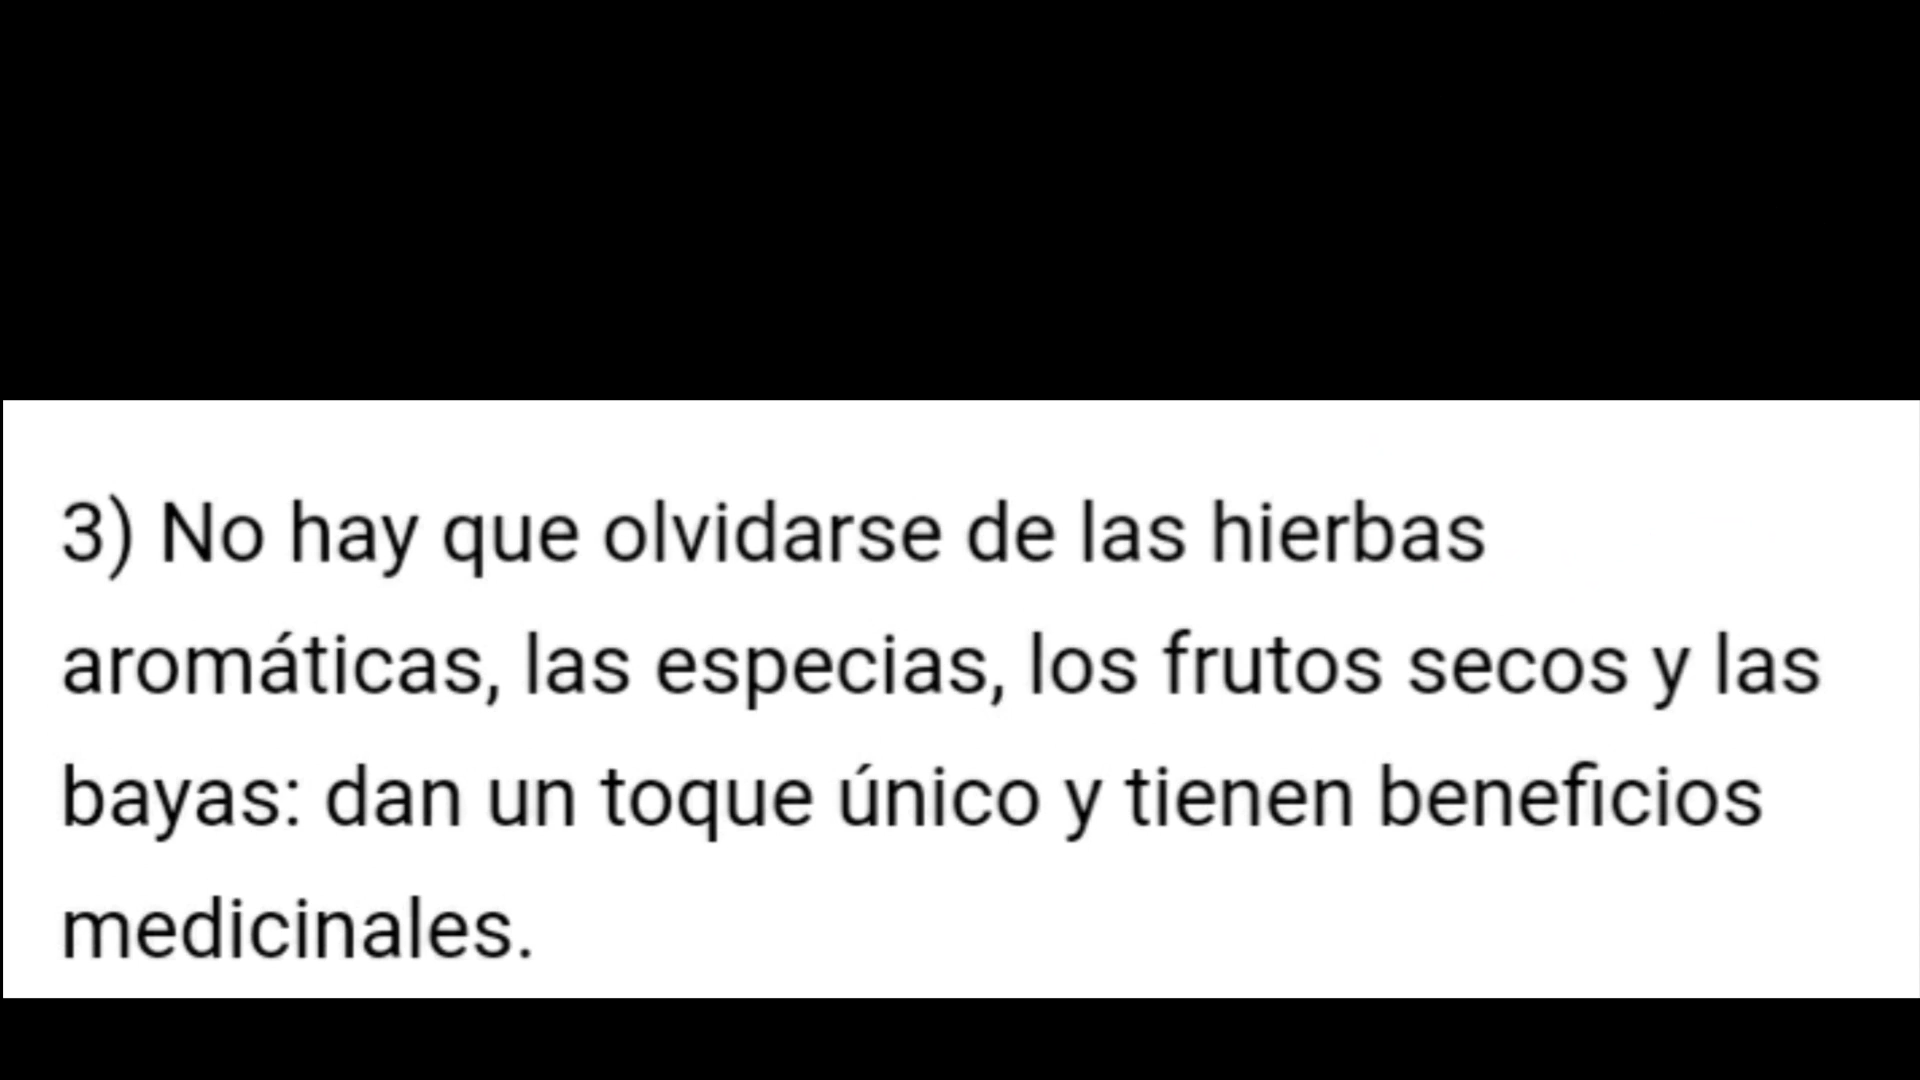 3) No hay que olvidarse de las hierbas
aromáticas, las especias, los frutos secos y las
bayas: dan un toque único y tienen beneficios
medicinales.